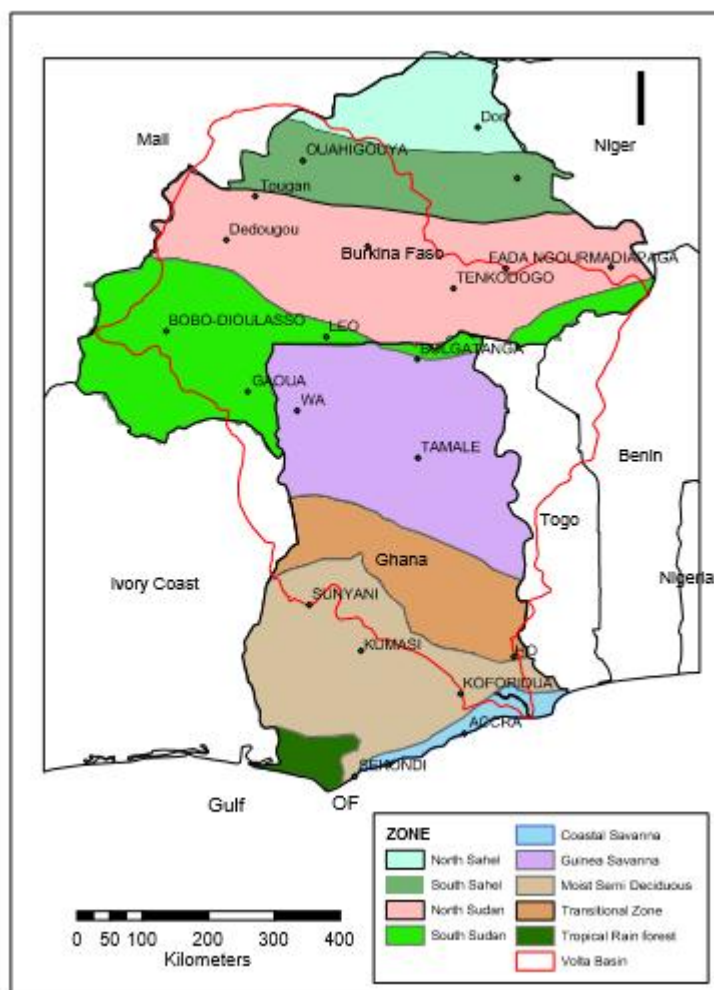 Dori
Mali
Niger
OUAHIGOUYA
Tougan
Dedougou
Burkina Faso
FADA NGOURMADIAPAGA
TENKODOGO
BOBO-DIOULASSO
LEO
BOLGATANGA
GAOUA
WA
TAMALE
Benin
Togo
Ghana
Ivory Coast
Nigeria
SUNYANI
HO
KUMASI
KOFORIDUA
ACCRA
SEHONDI
Gulf OF
ZONE
North Sahel
South Sahel
North Sudan
South Sudan
Coastal Savanna
Guinea Savanna
Moist Semi Deciduous
Transitional Zone
Tropical Rain forest
Volta Basin
0 50 100 200 300 400
Kilometers